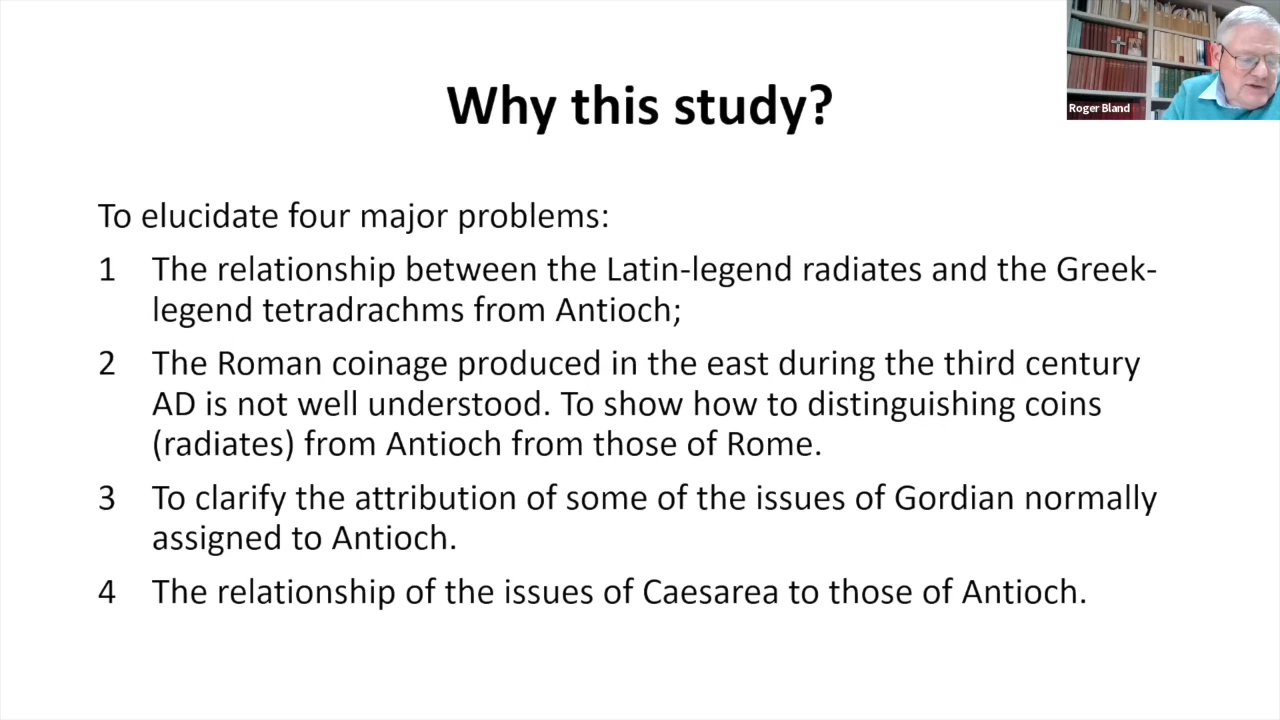 Why this study?
Roger Bland
To elucidate four major problems:
1 The relationship between the Latin-legend radiates and the Greek-
legend tetradrachms from Antioch;
2 The Roman coinage produced in the east during the third century
AD is not well understood. To show how to distinguishing coins
(radiates) from Antioch from those of Rome.
3 To clarify the attribution of some of the issues of Gordian normally
assigned to Antioch.
4 The relationship of the issues of Caesarea to those of Antioch.